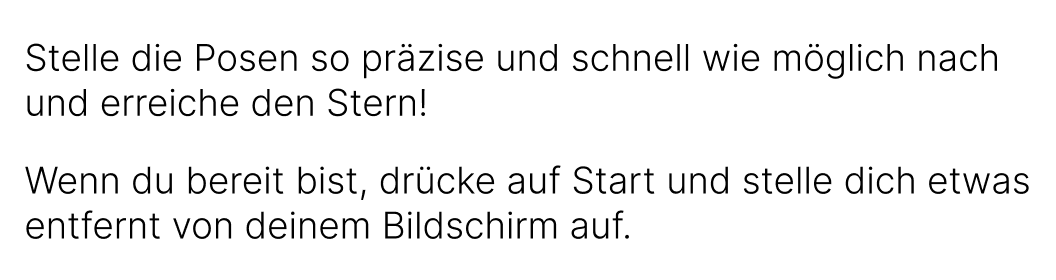 Stelle die Posen so präzise und schnell wie möglich nach
und erreiche den Stern!
Wenn du bereit bist, drücke auf Start und stelle dich etwas
entfernt von deinem Bildschirm auf.